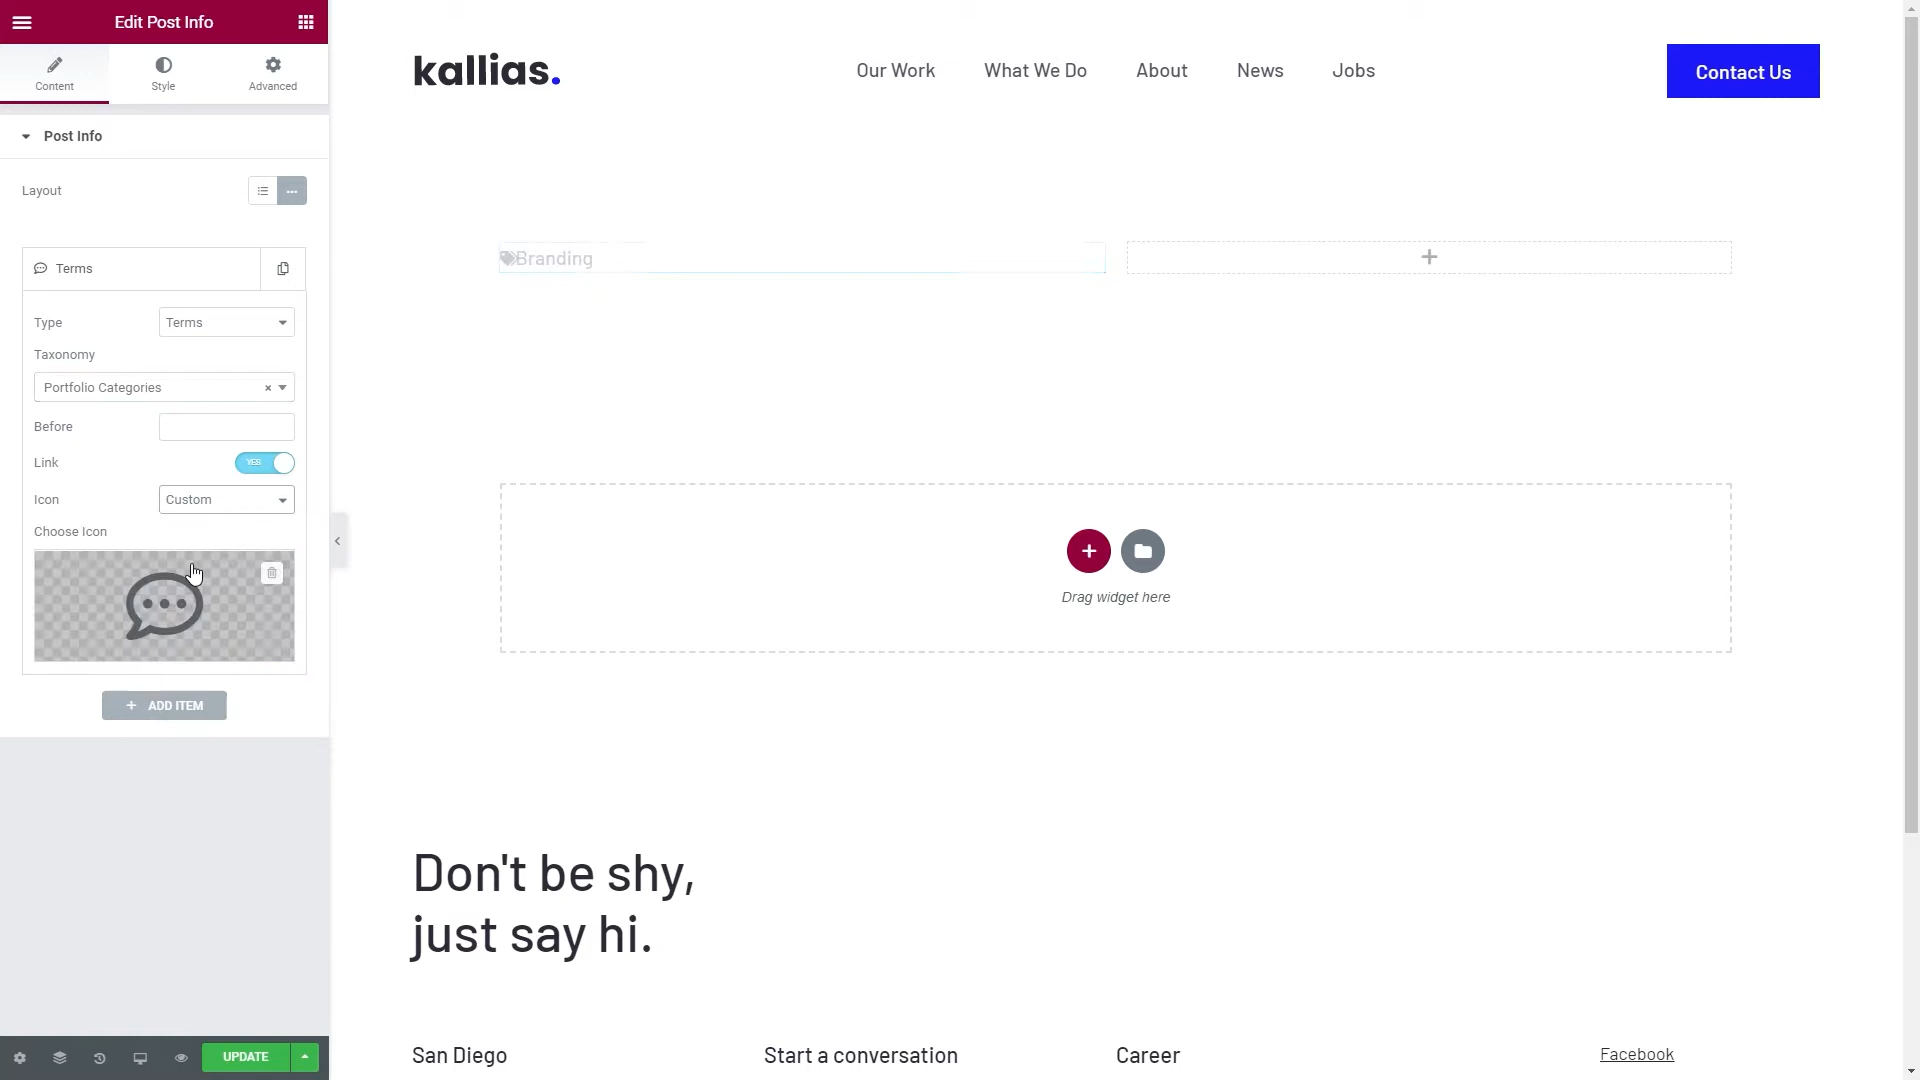 Edit Post Info
Content
Style
Advanced
Post Info
Layout
Terms
Type
Terms
Taxonomy
Portfolio Categories
×
Before
Link
YES
Icon
Custom
Choose Icon
+ ADD ITEM
UPDATE
kallias.
Our Work
What We Do
About
News
Jobs
Contact Us
Branding
Drag widget here
Don't be shy,
just say hi.
San Diego
Start a conversation
Career
Facebook